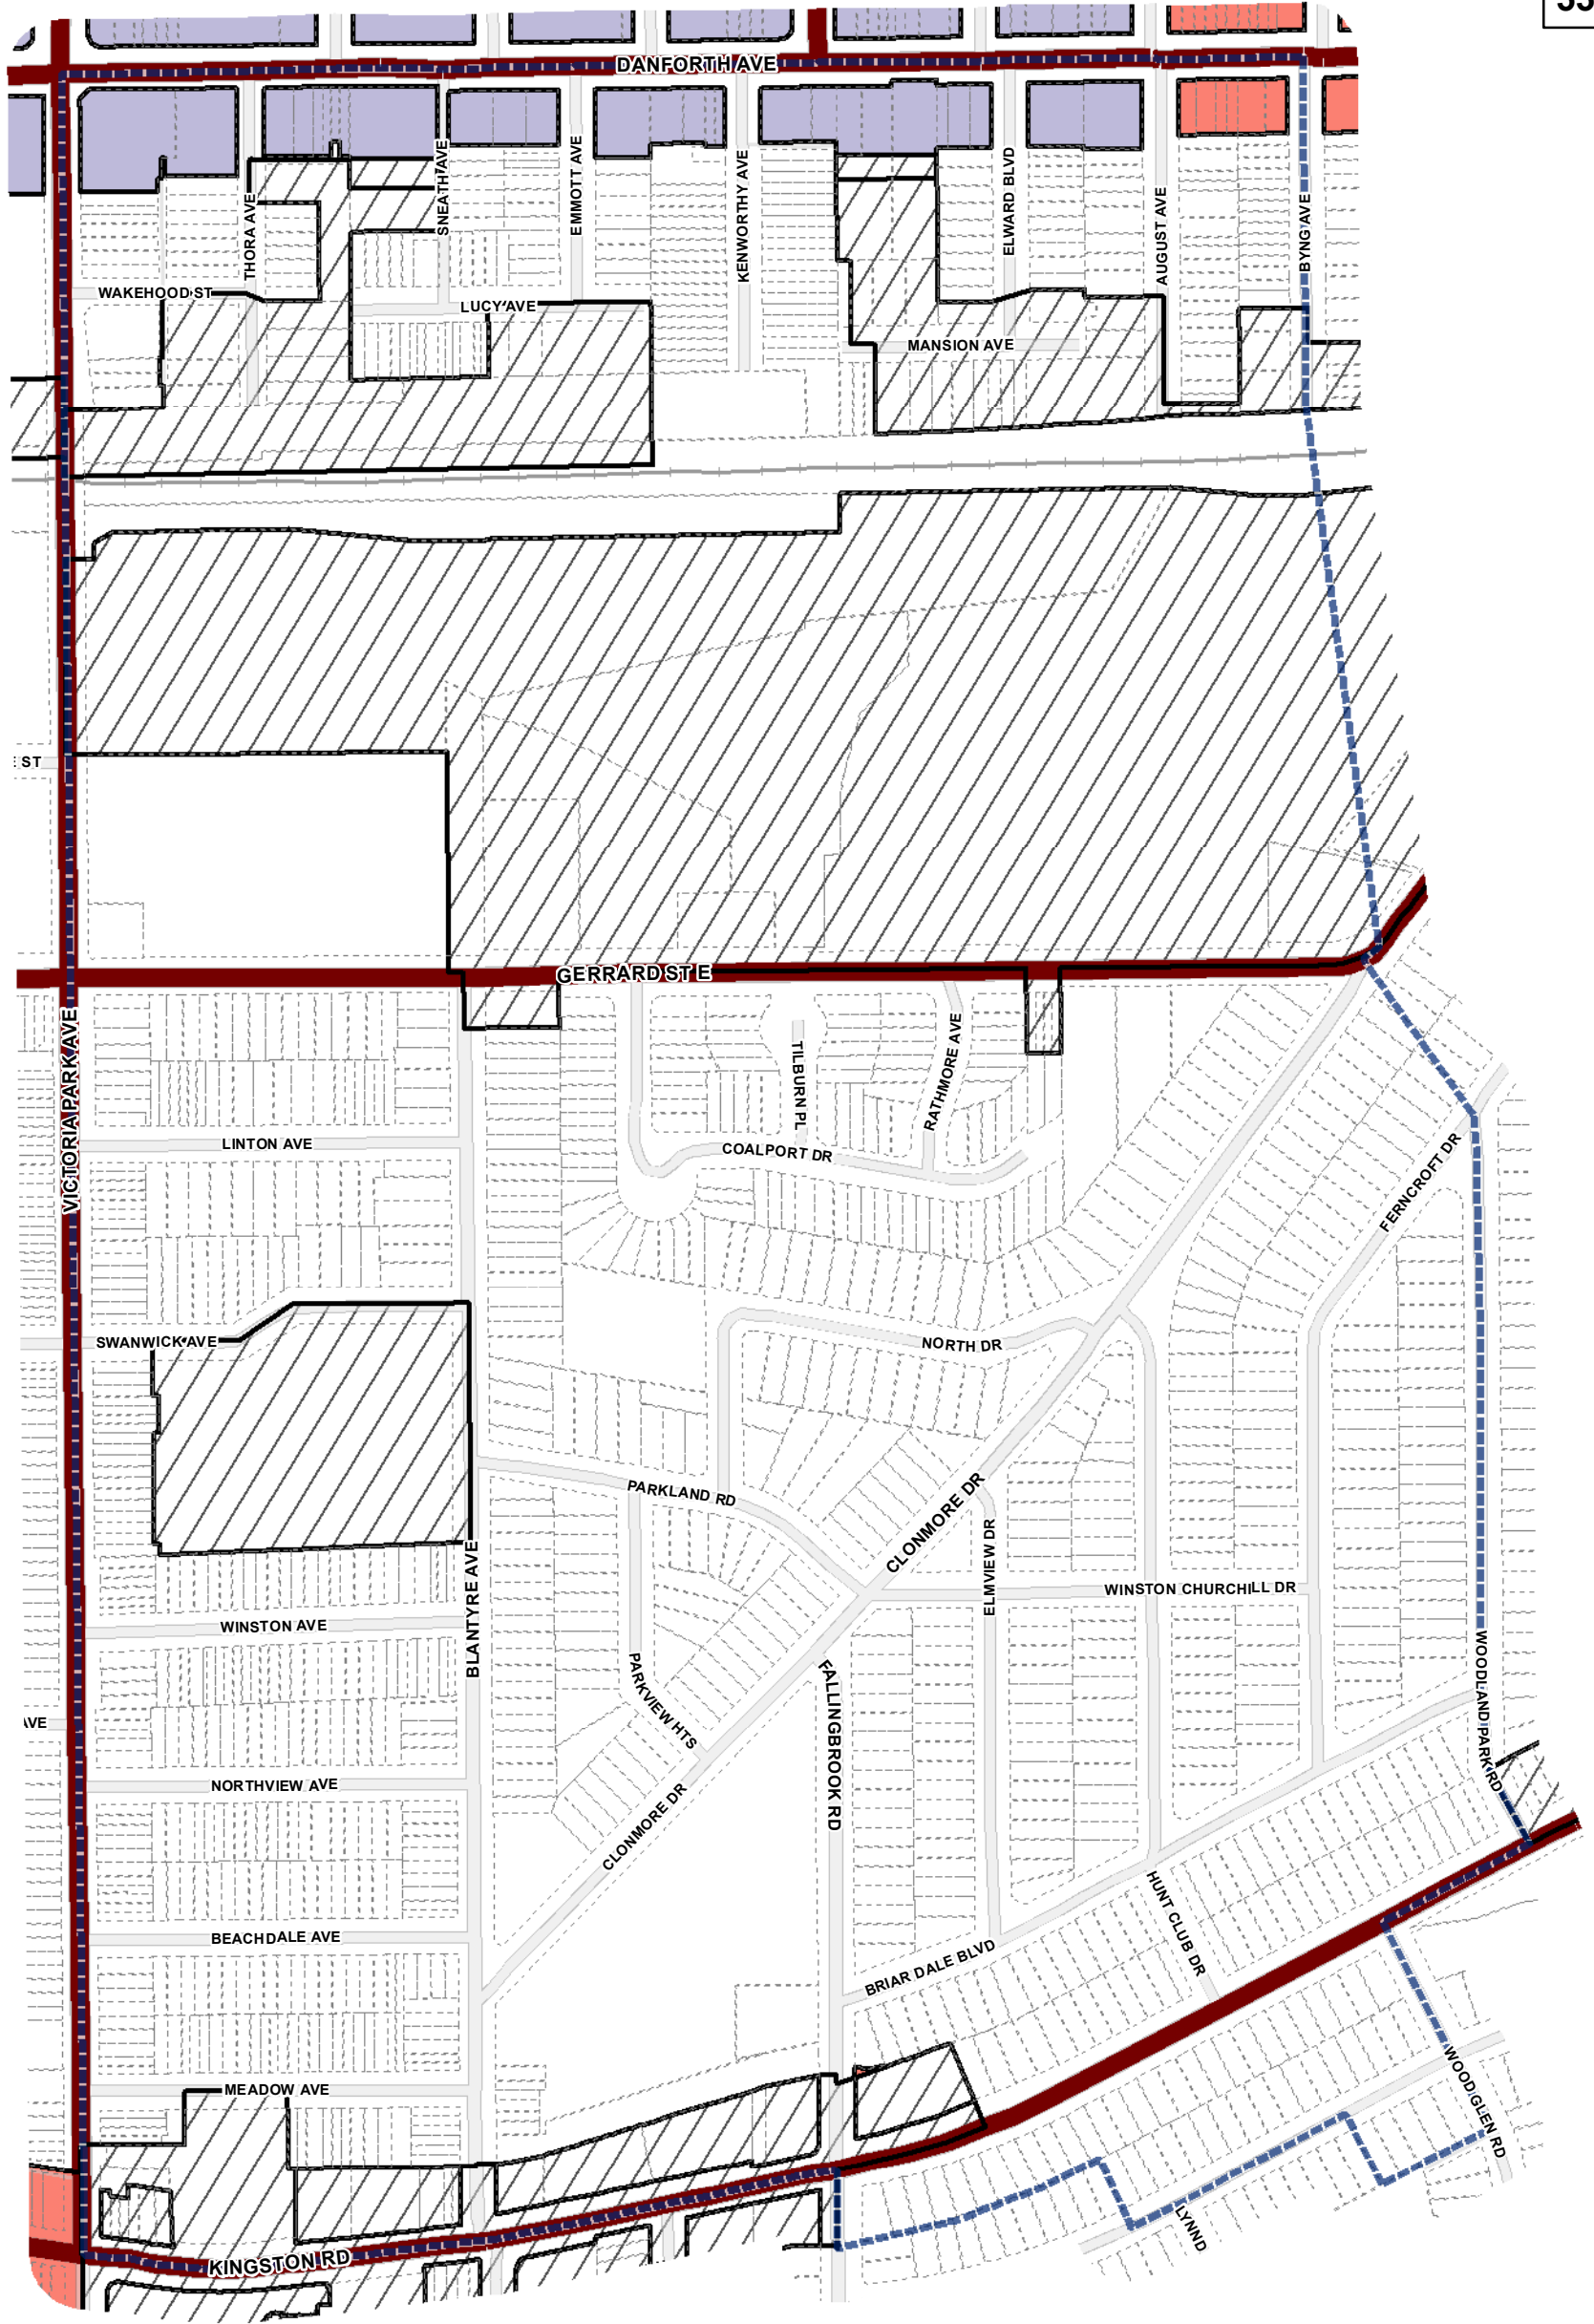 DANFORTH AVE
THORA AVE
SNEATH AVE
EMMOTT AVE
KENWORTHY AVE
ELWARD BLVD
AUGUST AVE
BYNG AVE
WAKEHOOD ST
LUCY AVE
MANSION AVE
ST
GERRARD ST E
VICTORIA PARK AVE
TILBURN PL
RATHMORE AVE
LINTON AVE
COALPORT DR
FERNCROFT DR
SWANWICK AVE
NORTH DR
PARKLAND RD
CLONMORE DR
ELMVIEW DR
WINSTON CHURCHILL DR
BLANTYRE AVE
WINSTON AVE
PARKVIEW HTS
FALLINGBROOK RD
WOODLAND PARK RD
AVE
NORTHVIEW AVE
CLONMORE DR
HUNT CLUB DR
BEACHDALE AVE
BRIAR DALE BLVD
MEADOW AVE
WOOD GLEN RD
LYNND
KINGSTON RD